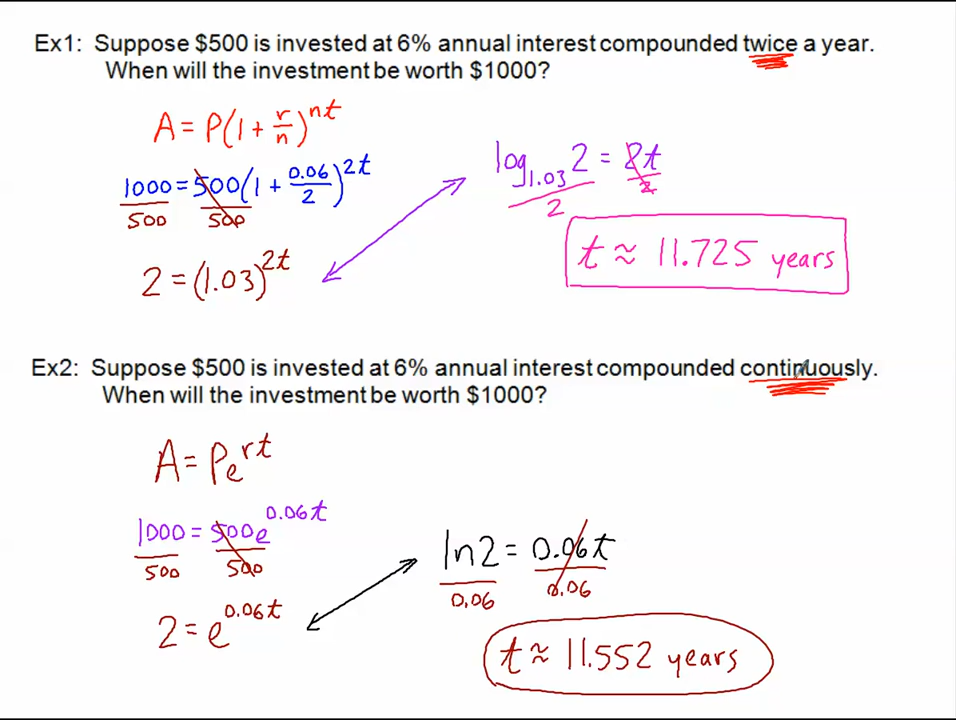 Ex1: Suppose $500 is invested at 6% annual interest compounded twice a year.
When will the investment be worth $1000?
A = P(1 + r/n)^nt
1000/500 = 500/500 (1 + 0.06/2)^2t
2 = (1.03)^2t
log_1.03 2 / 2 = 2t/2
t ≈ 11.725 years
Ex2: Suppose $500 is invested at 6% annual interest compounded continuously.
When will the investment be worth $1000?
A = Pe^rt
1000/500 = 500e^0.06t/500
2 = e^0.06t
ln2/0.06 = 0.06t/0.06
t ≈ 11.552 years